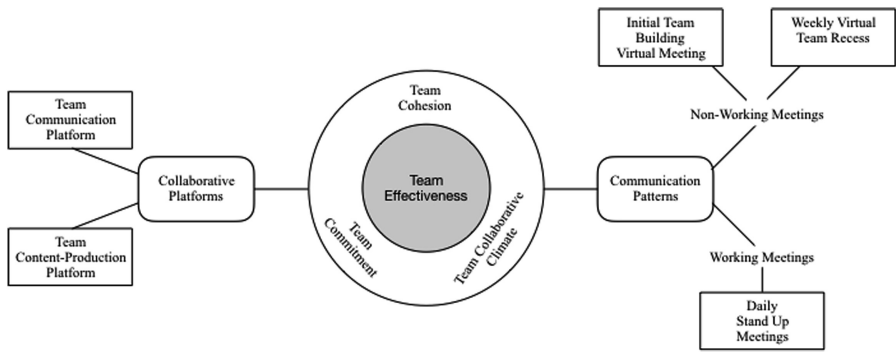 Initial Team
Building
Virtual Meeting
Weekly Virtual
Team Recess
Team
Communication
Platform
Team
Cohesion
Non-Working Meetings
Collaborative
Platforms
Team
Effectiveness
Communication
Patterns
Team
Commitment
Team Collaborative
Climate
Team
Content-Production
Platform
Working Meetings
Daily
Stand Up
Meetings